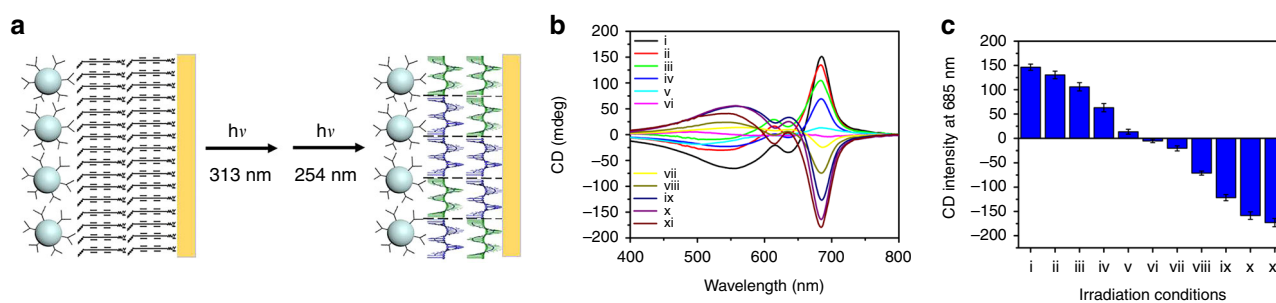 a
hν
313 nm
hν
254 nm
b
CD (mdeg)
200
150
100
50
0
−50
−100
−150
−200
i
ii
iii
iv
v
vi
vii
viii
ix
x
xi
400 500 600 700 800
Wavelength (nm)
c
CD intensity at 685 nm
200
150
100
50
0
−50
−100
−150
−200
i ii iii iv v vi vii viii ix x
Irradiation conditions